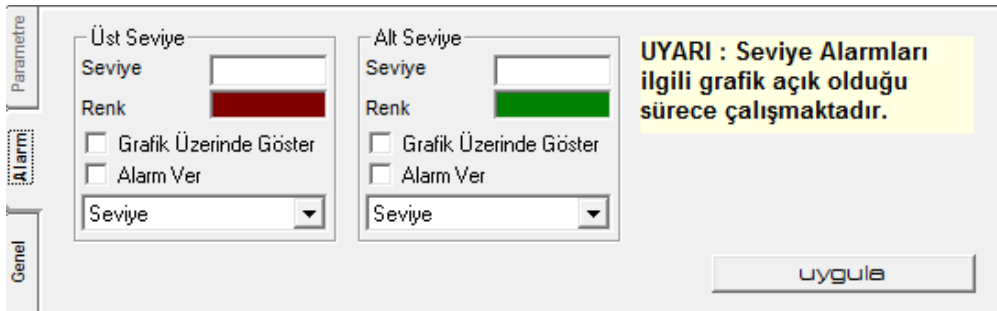 Parametre
Alarm
Genel
Üst Seviye
Seviye
Renk
Grafik Üzerinde Göster
Alarm Ver
Seviye
Alt Seviye
Seviye
Renk
Grafik Üzerinde Göster
Alarm Ver
Seviye
UYARI : Seviye Alarmları
ilgili grafik açık olduğu
sürece çalışmaktadır.
uygula